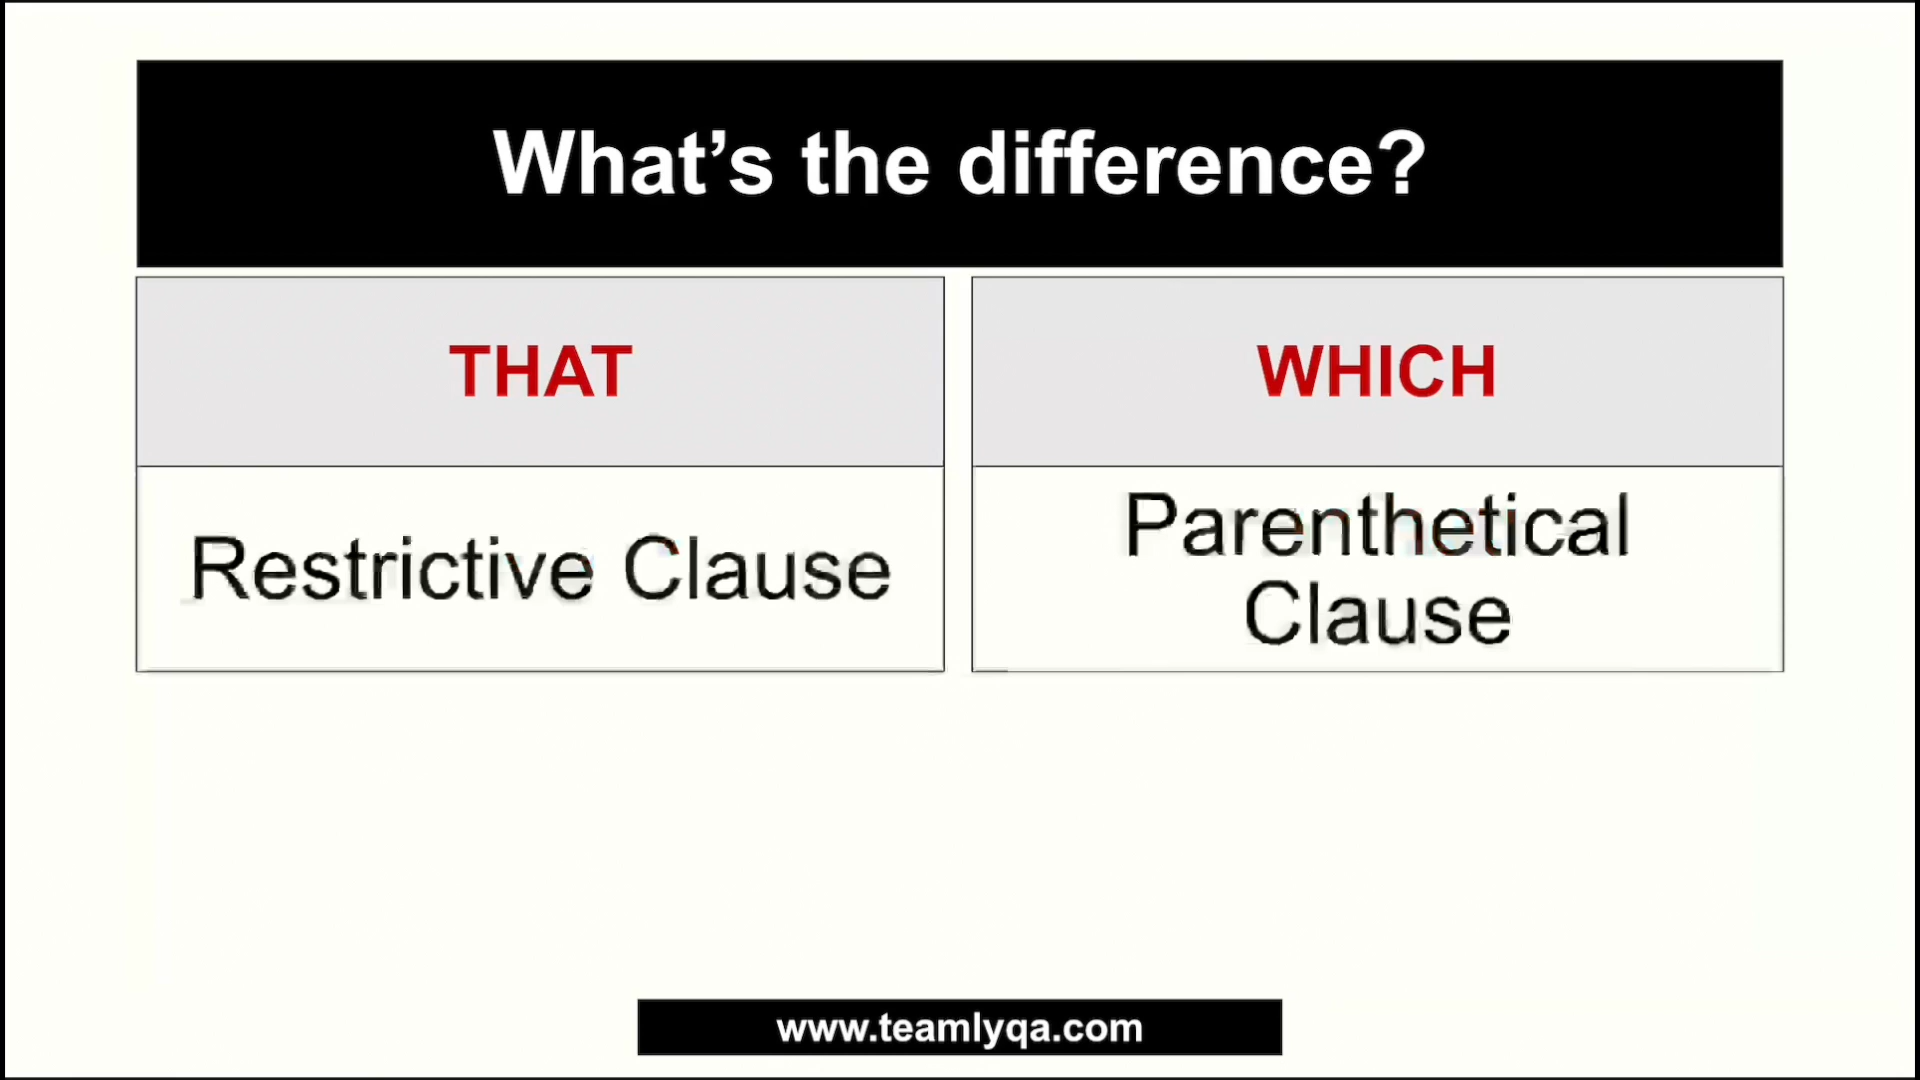 What’s the difference?
THAT
WHICH
Restrictive Clause
Parenthetical
Clause
www.teamlyqa.com